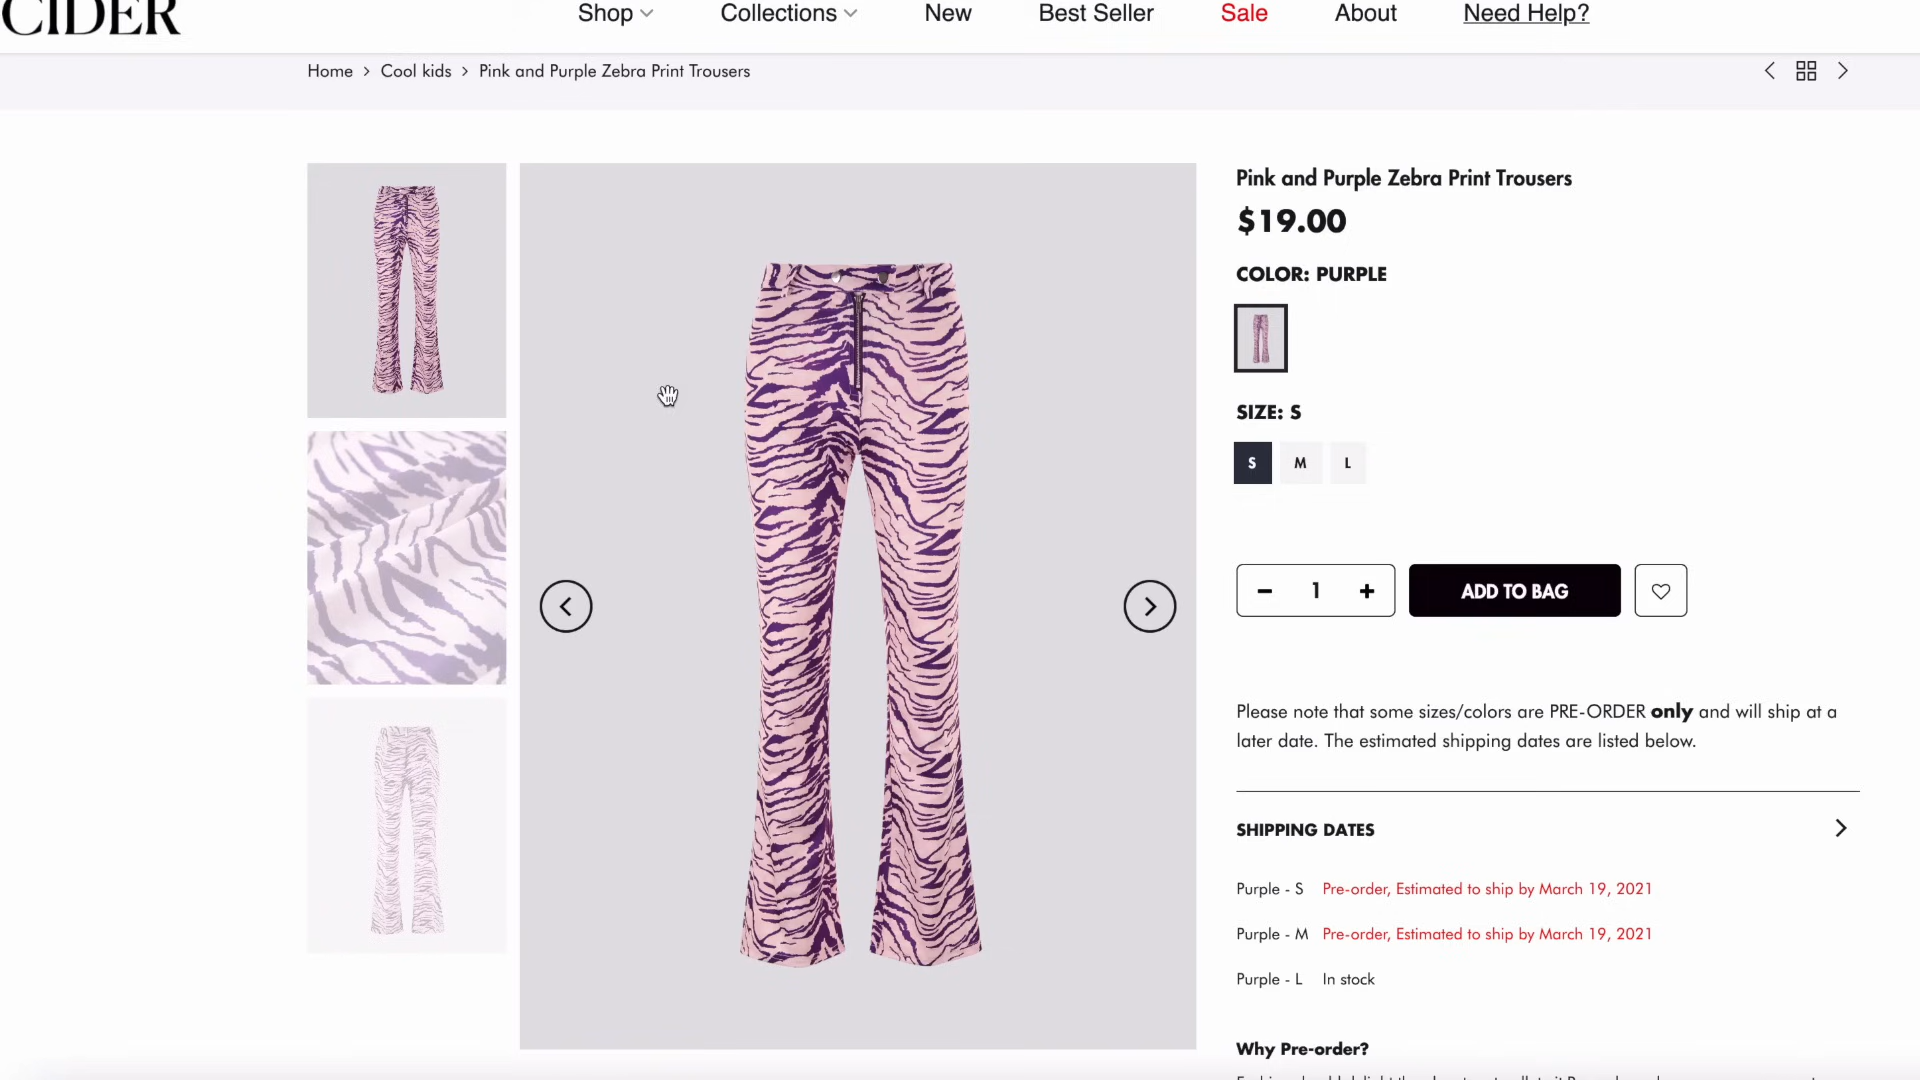 CIDER
Shop
Collections
New
Best Seller
Sale
About
Need Help?
Home > Cool kids > Pink and Purple Zebra Print Trousers
Pink and Purple Zebra Print Trousers
$19.00
COLOR: PURPLE
SIZE: S
S M L
- 1 +
ADD TO BAG
Please note that some sizes/colors are PRE-ORDER only and will ship at a
later date. The estimated shipping dates are listed below.
SHIPPING DATES
Purple - S Pre-order, Estimated to ship by March 19, 2021
Purple - M Pre-order, Estimated to ship by March 19, 2021
Purple - L In stock
Why Pre-order?